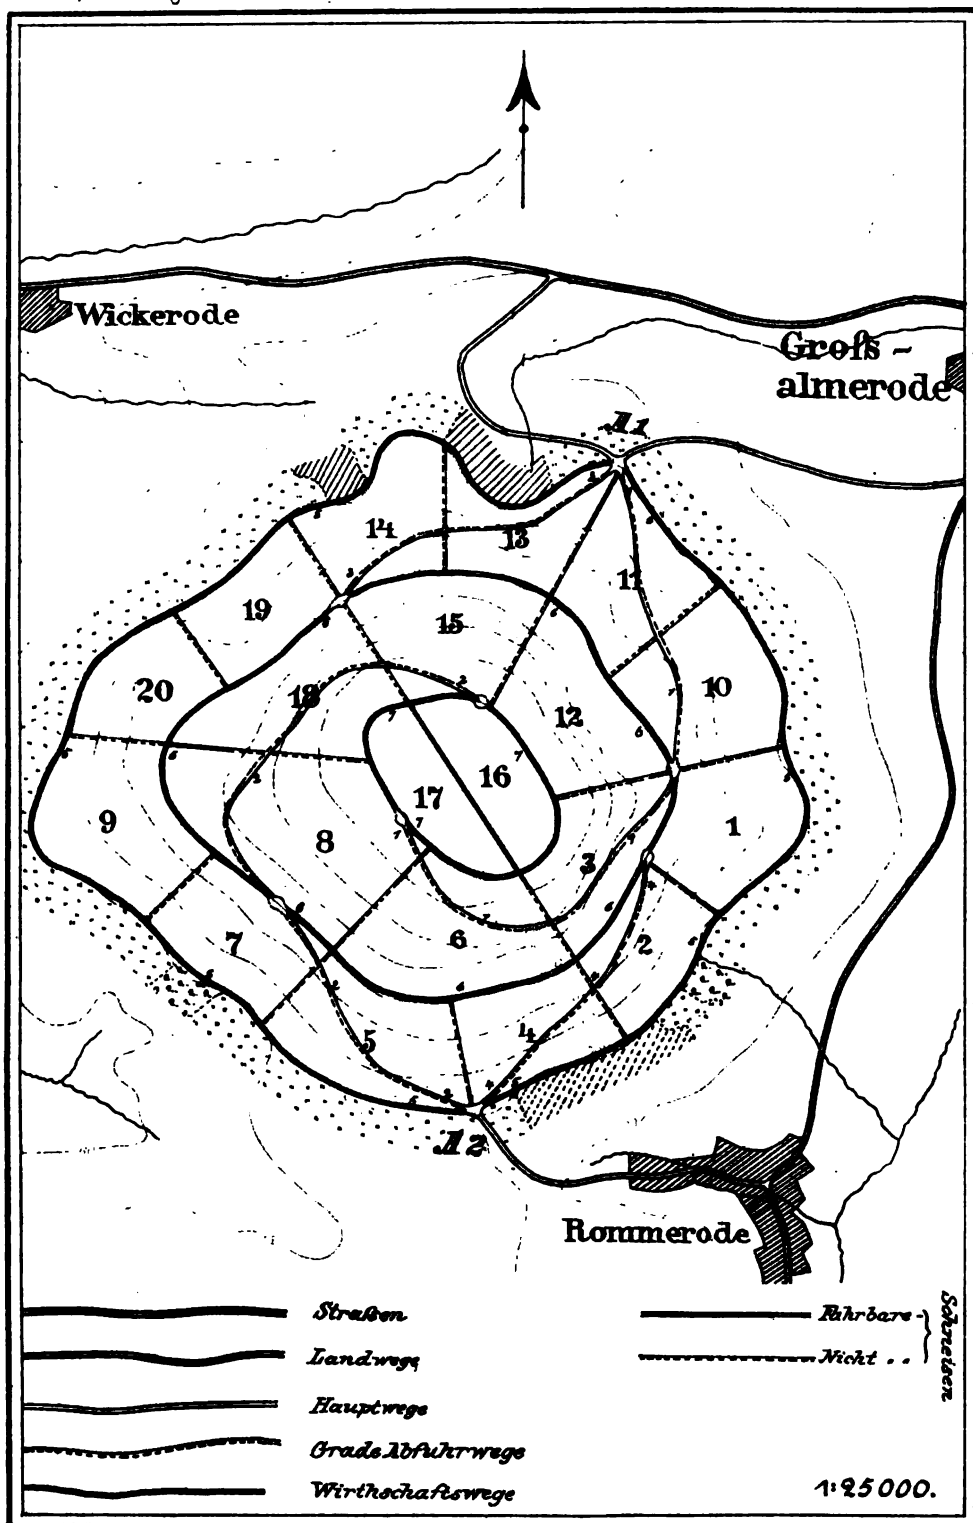 Wickerode
Groſs-
almerode
A1
14
13
11
19
15
20
18
10
12
16
17
9
8
1
3
7
6
2
5
4
A2
Rommerode
Straßen
Landwege
Hauptwege
Grade Abfuhrwege
Wirthschaftswege
Fahrbare
Nicht „ „
Schneisen
1:25000.